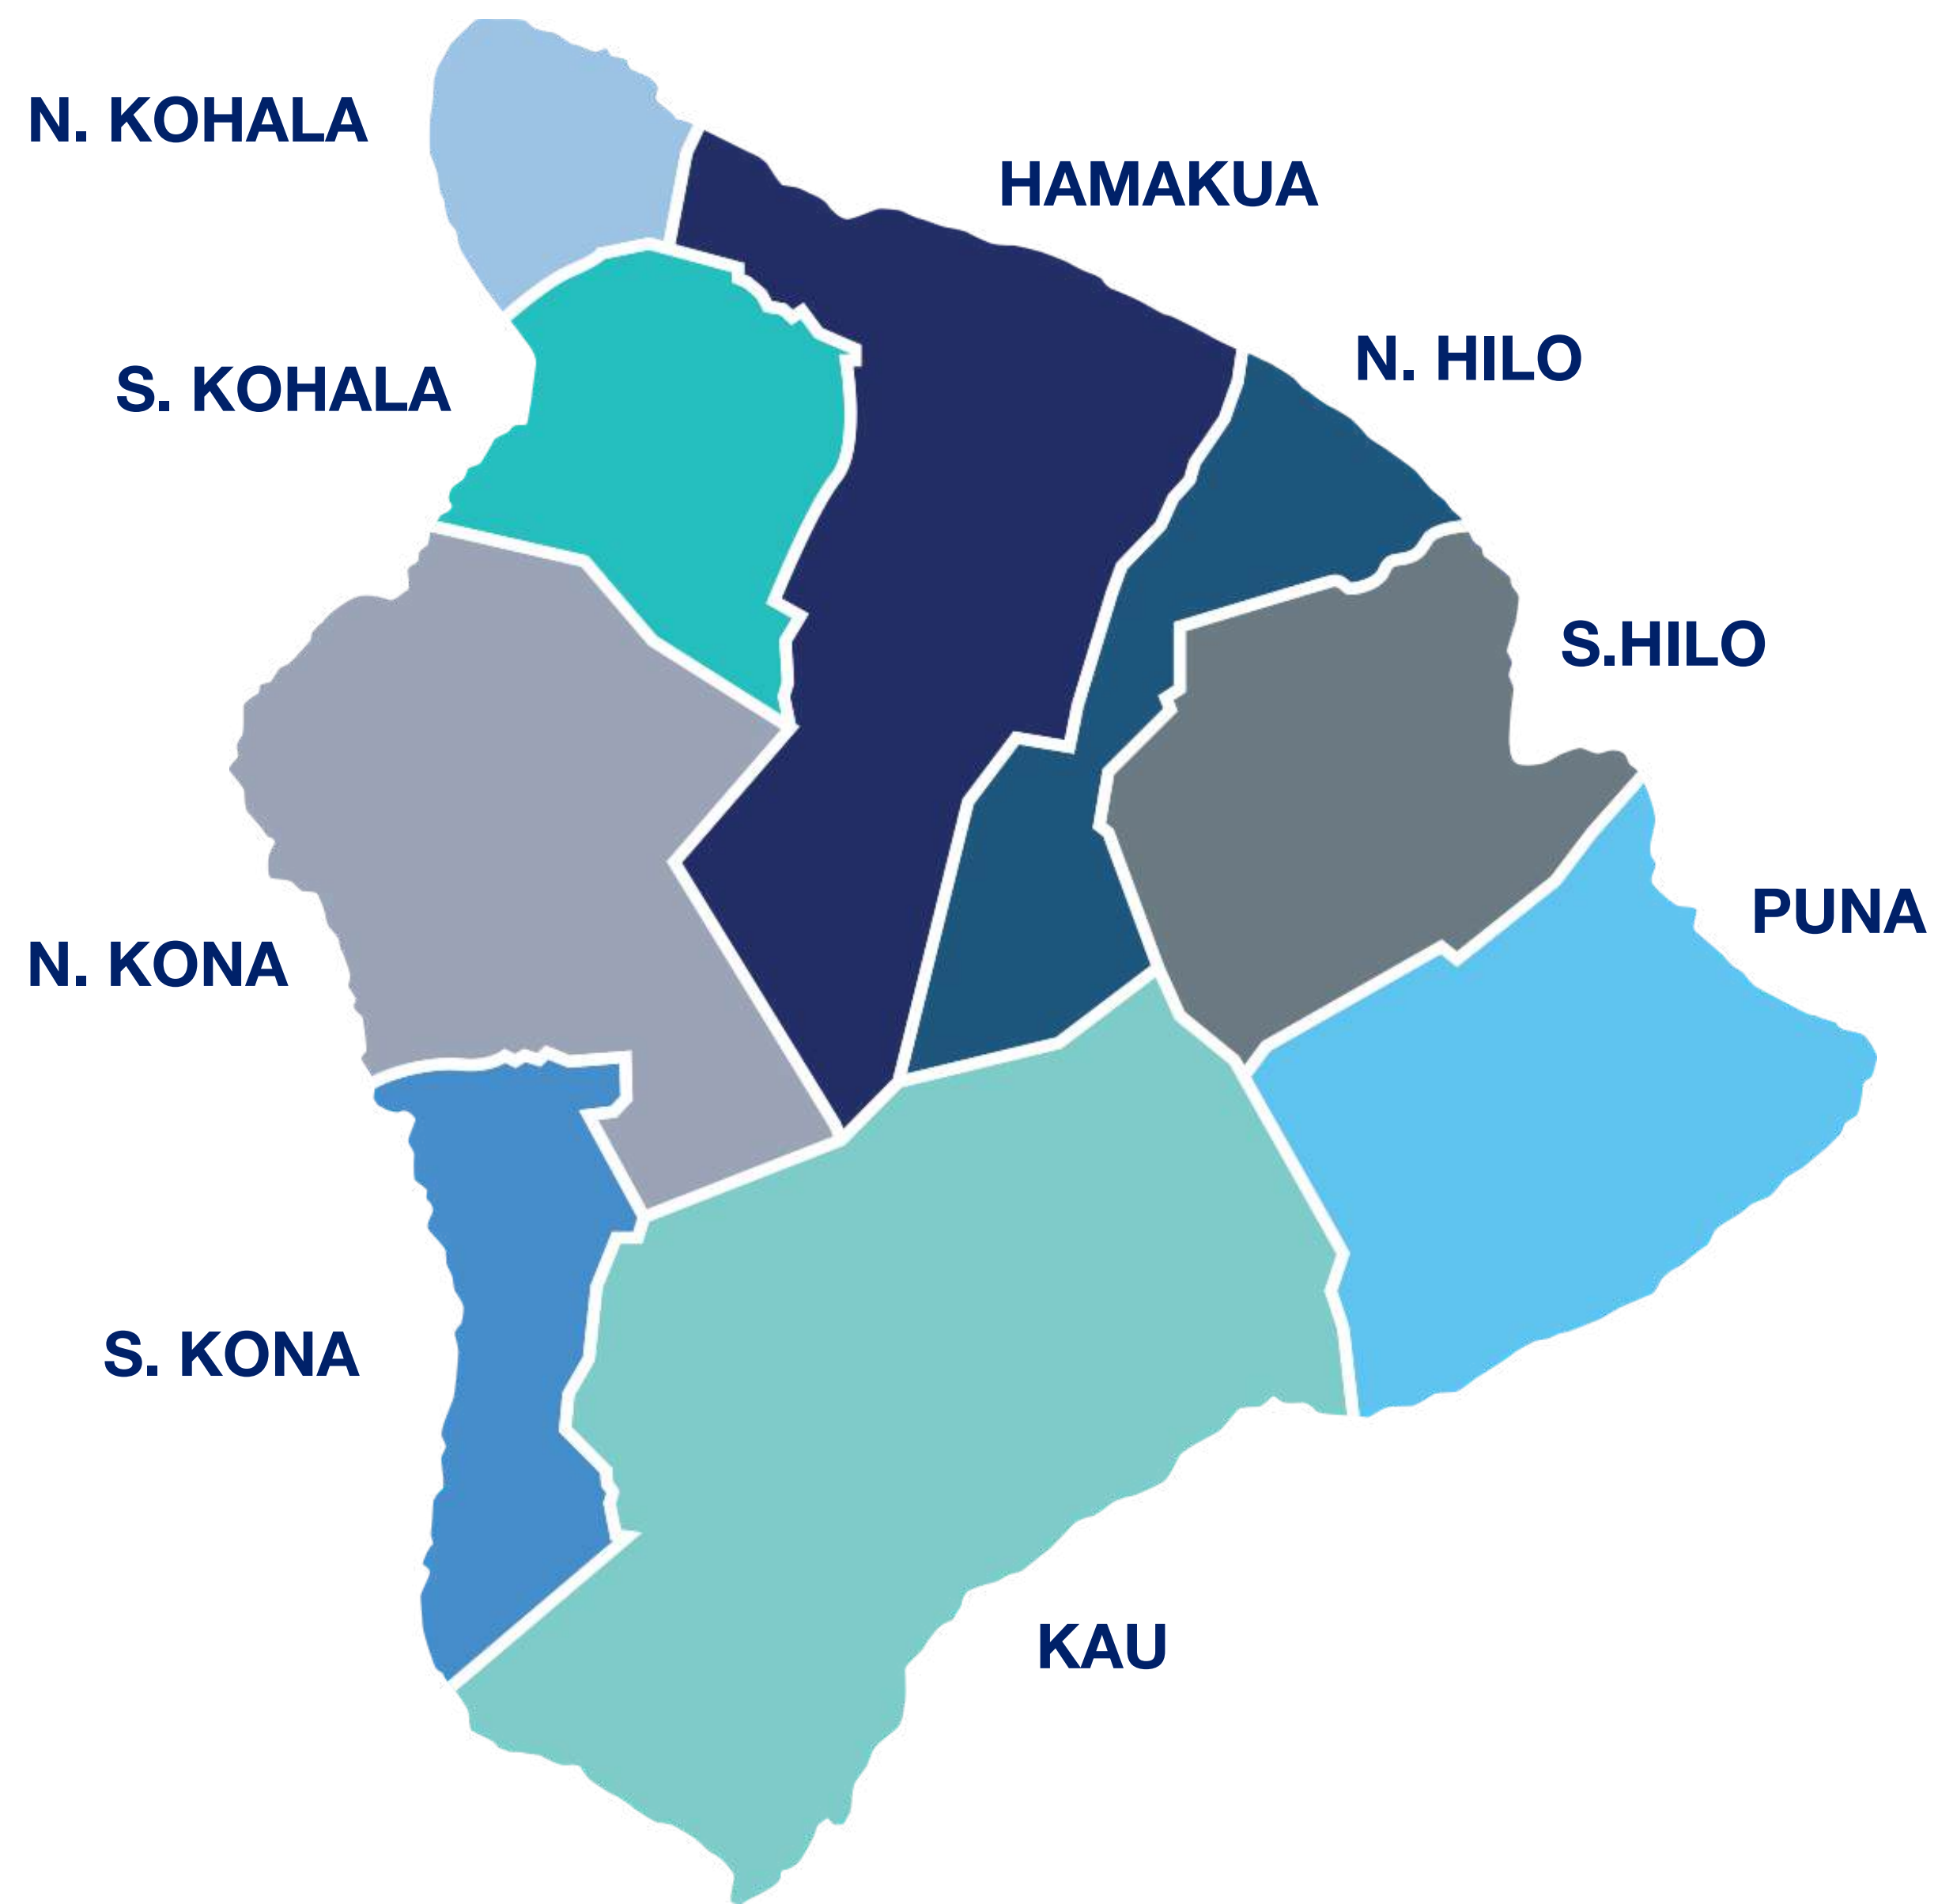 N. KOHALA
HAMAKUA
N. HILO
S. KOHALA
S.HILO
PUNA
N. KONA
S. KONA
KAU